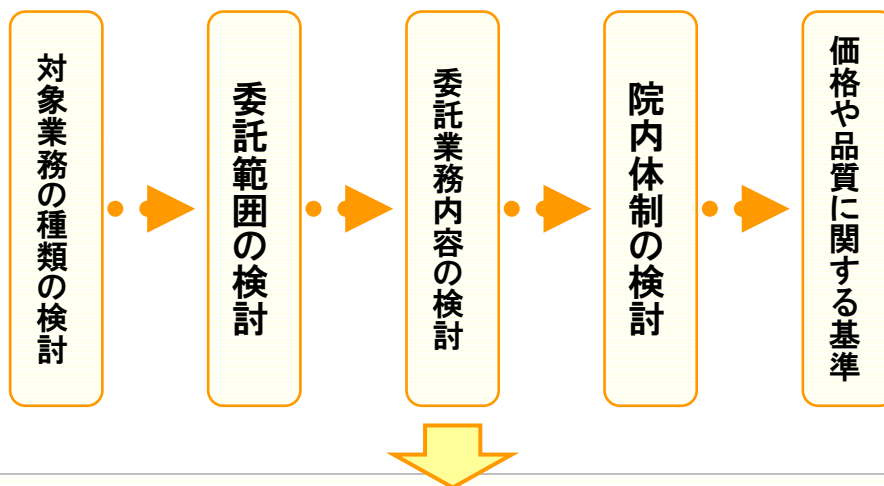 対象業務の種類の検討
委託範囲の検討
委託業務内容の検討
院内体制の検討
価格や品質に関する基準